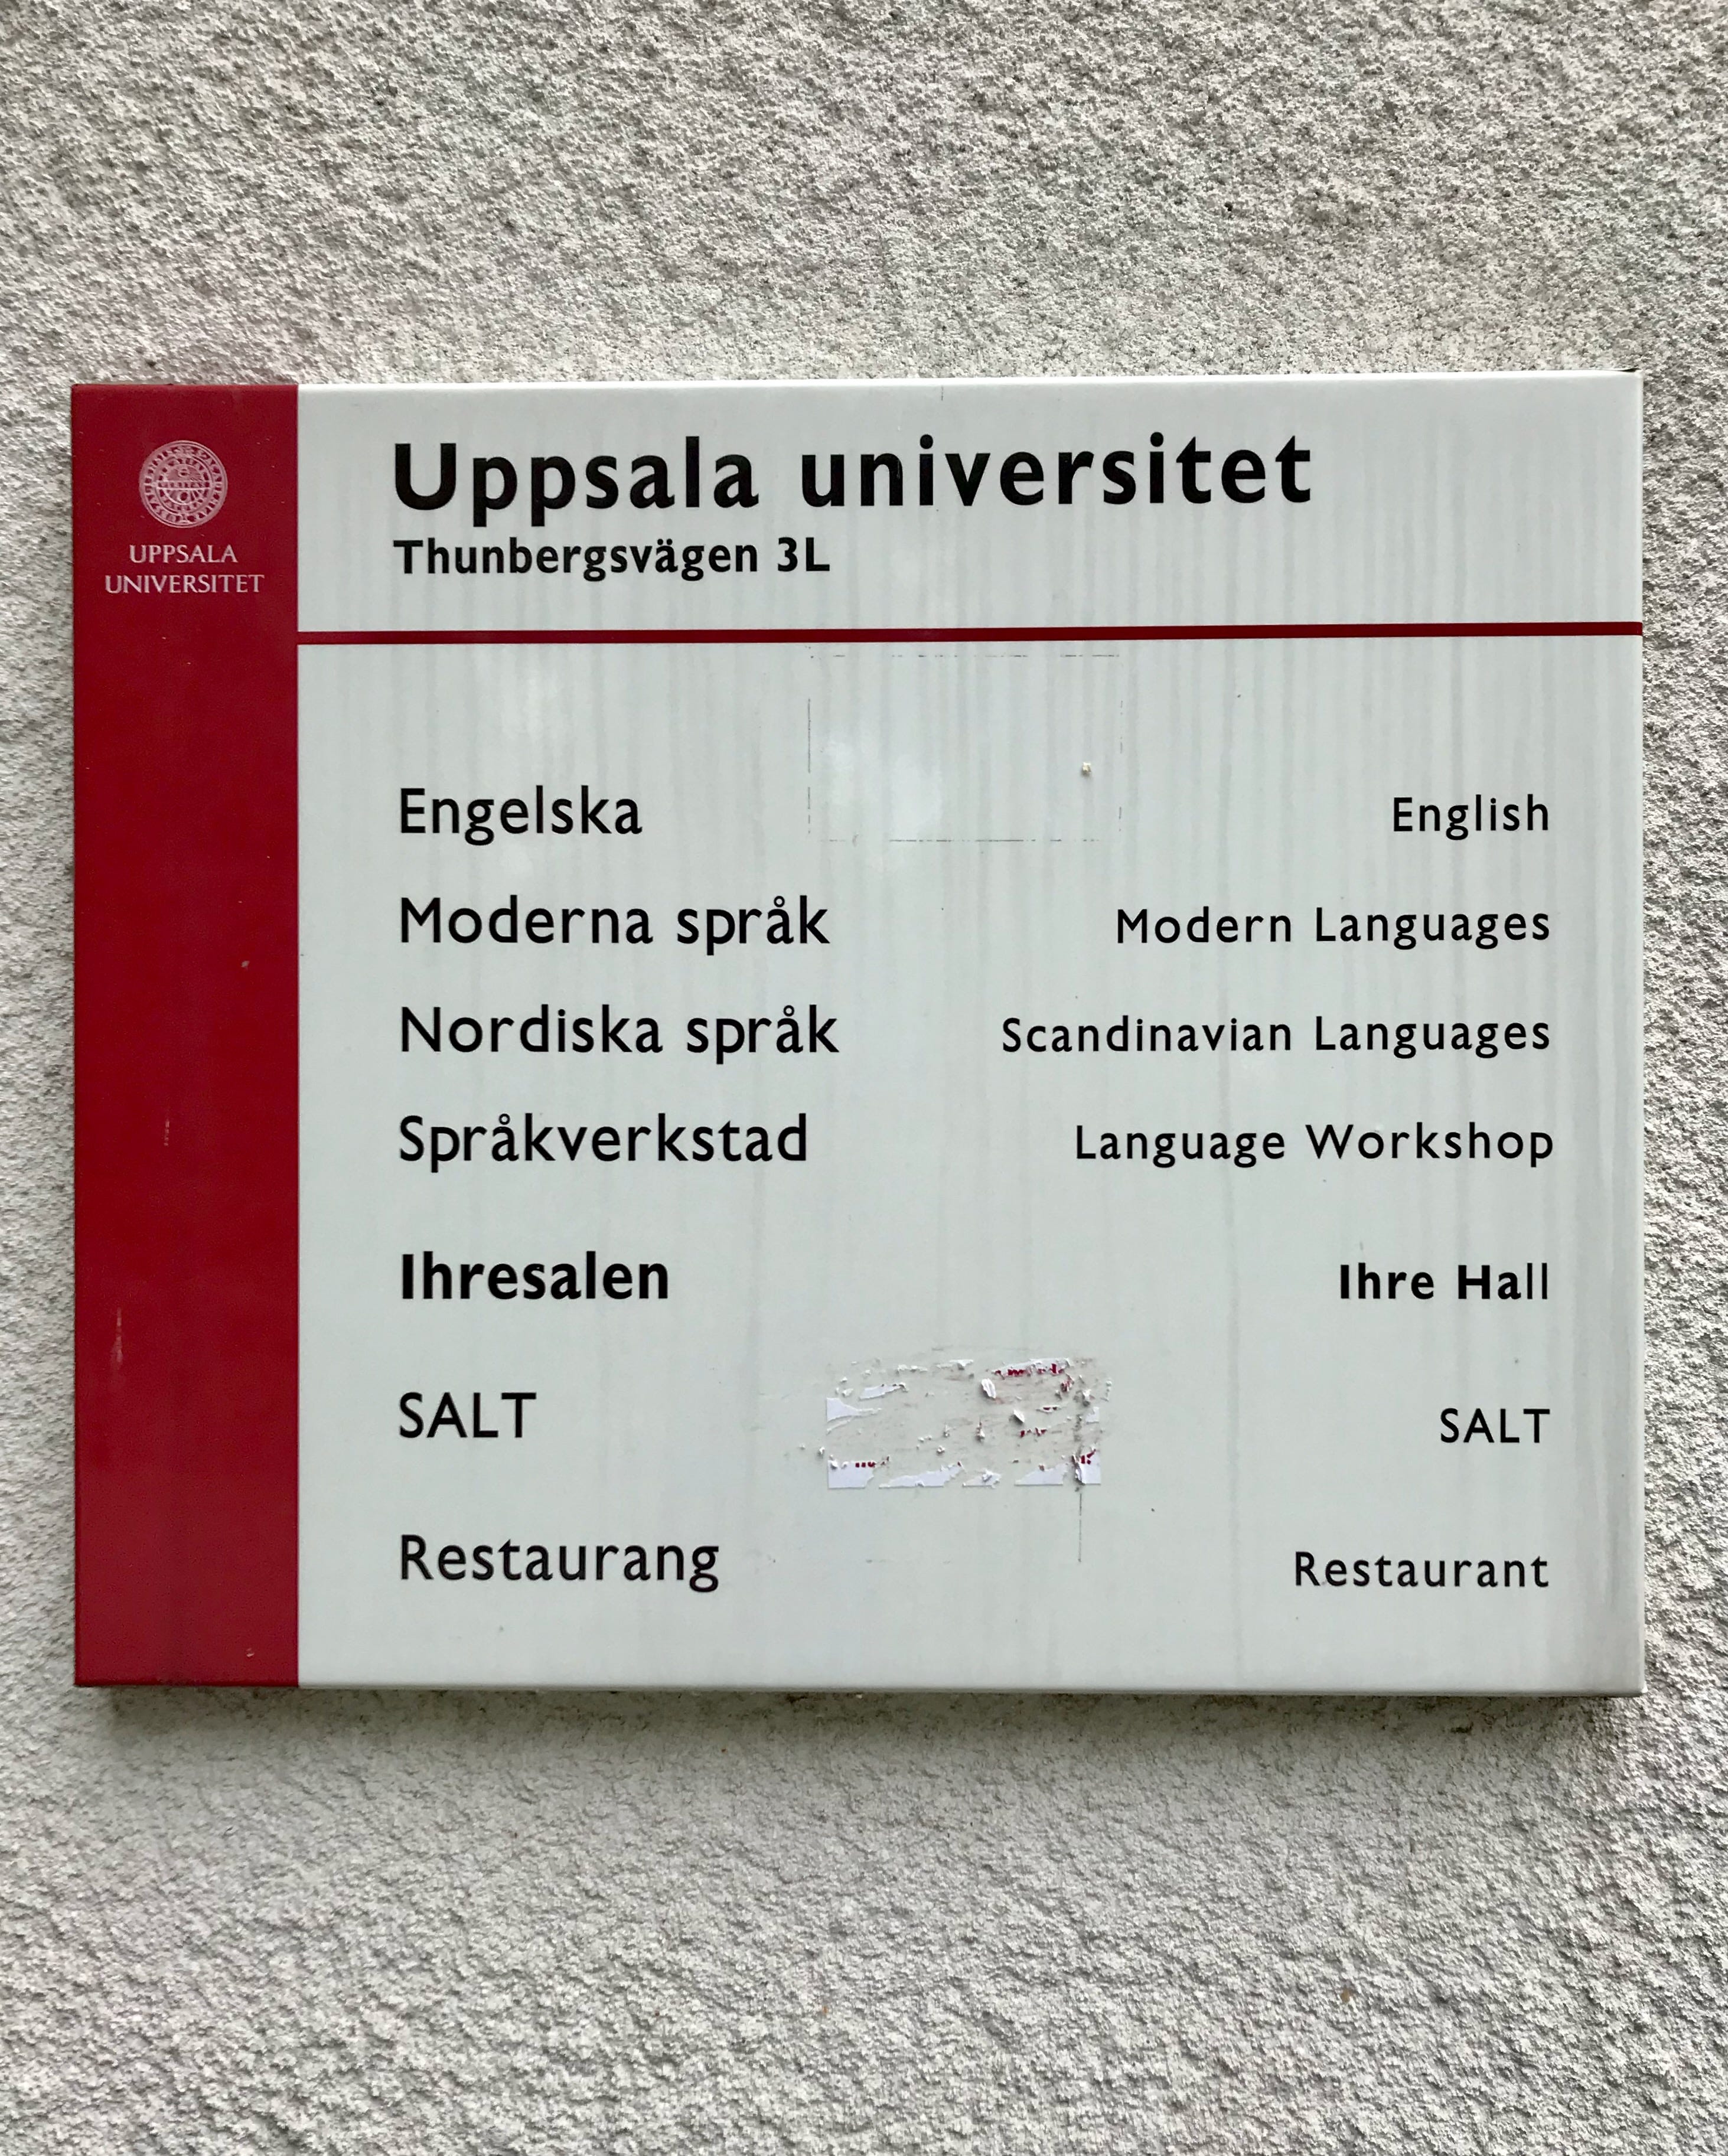 UPPSALA
UNIVERSITET
Uppsala universitet
Thunbergsvägen 3L
Engelska English
Moderna språk Modern Languages
Nordiska språk Scandinavian Languages
Språkverkstad Language Workshop
Ihresalen Ihre Hall
SALT SALT
Restaurang Restaurant